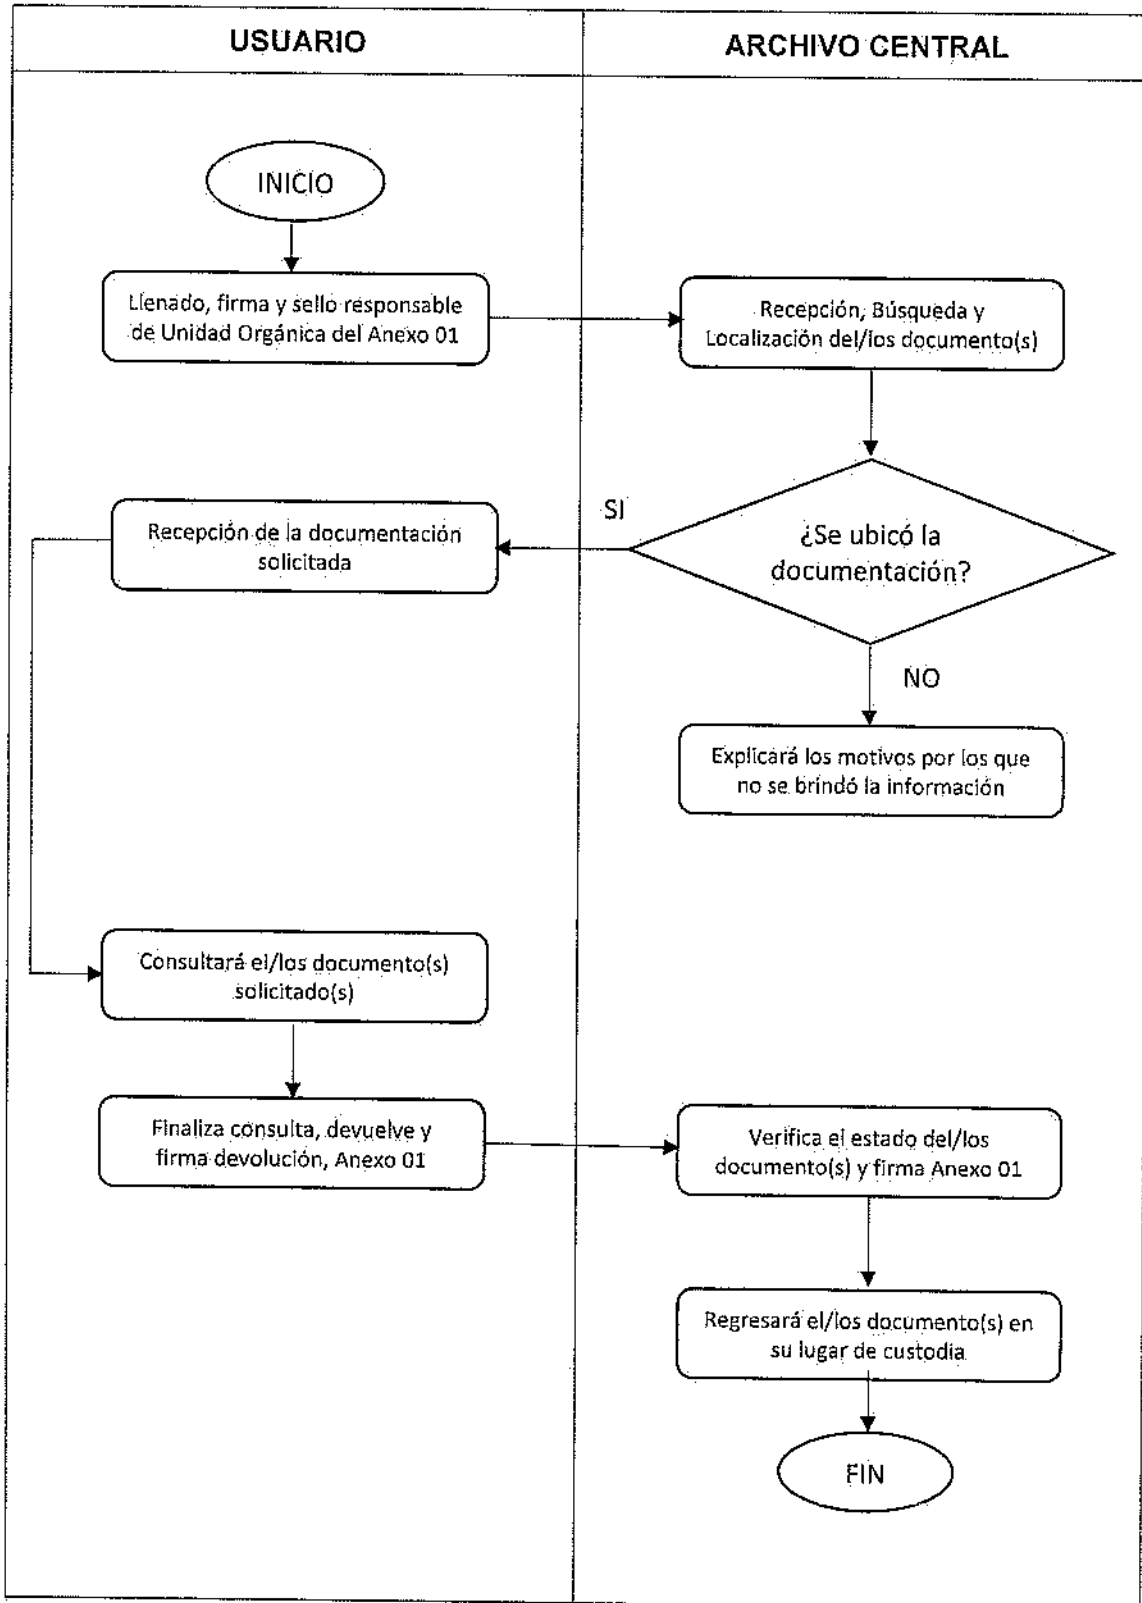 USUARIO
ARCHIVO CENTRAL
INICIO
Llenado, firma y sello responsable
de Unidad Orgánica del Anexo 01
Recepción, Búsqueda y
Localización del/los documento(s)
SI
¿Se ubicó la
documentación?
Recepción de la documentación
solicitada
NO
Explicará los motivos por los que
no se brindó la información
Consultará el/los documento(s)
solicitado(s)
Finaliza consulta, devuelve y
firma devolución, Anexo 01
Verifica el estado del/los
documento(s) y firma Anexo 01
Regresará el/los documento(s) en
su lugar de custodia
FIN